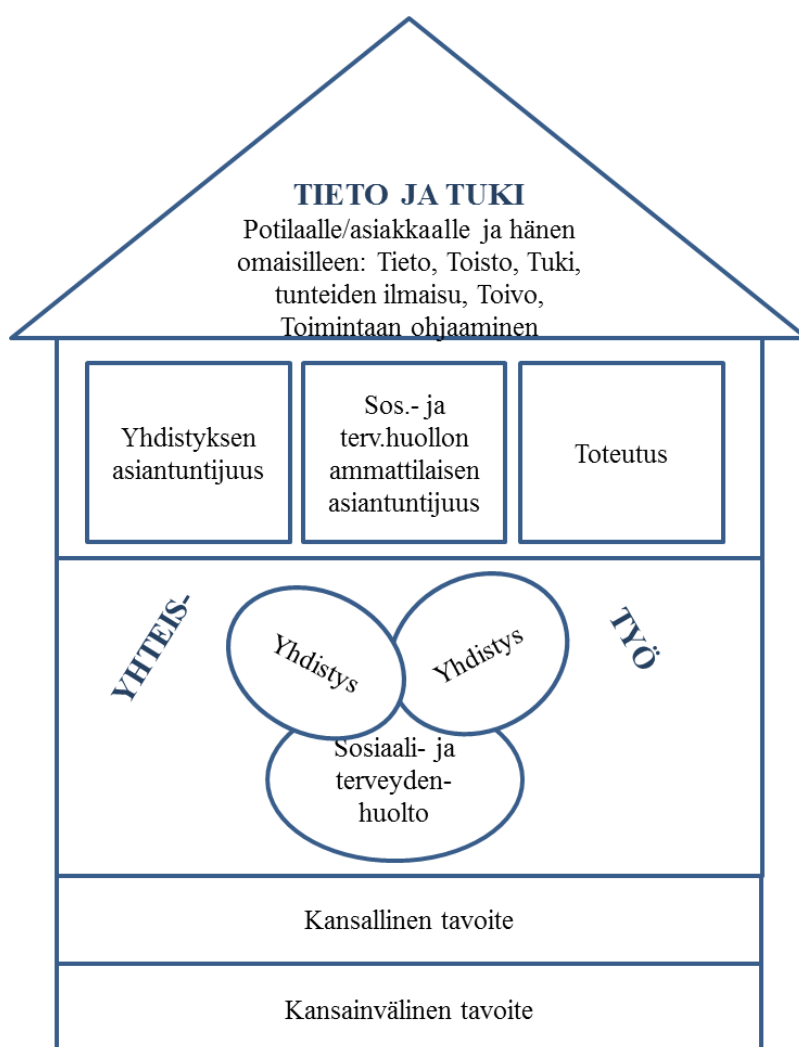 TIETO JA TUKI
Potilaalle/asiakkaalle ja hänen
omaisilleen: Tieto, Toisto, Tuki,
tunteiden ilmaisu, Toivo,
Toimintaan ohjaaminen
Yhdistyksen
asiantuntijuus
Sos.- ja
terv.huollon
ammattilaisen
asiantuntijuus
Toteutus
YHTEIS-
TYÖ
Yhdistys
Yhdistys
Sosiaali- ja
terveyden-
huolto
Kansallinen tavoite
Kansainvälinen tavoite